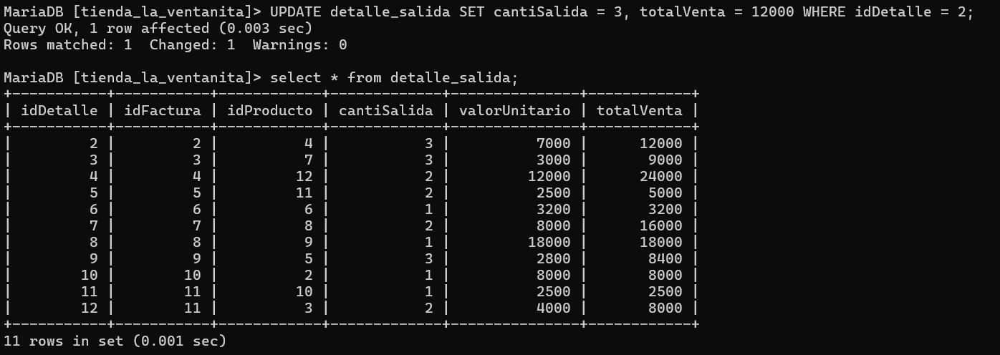 MariaDB [tienda_la_ventanita]> UPDATE detalle_salida SET cantiSalida = 3, totalVenta = 12000 WHERE idDetalle = 2;
Query OK, 1 row affected (0.003 sec)
Rows matched: 1  Changed: 1  Warnings: 0

MariaDB [tienda_la_ventanita]> select * from detalle_salida;
+-----------+-----------+------------+-------------+---------------+------------+
| idDetalle | idFactura | idProducto | cantiSalida | valorUnitario | totalVenta |
+-----------+-----------+------------+-------------+---------------+------------+
|         2 |         2 |          4 |           3 |          7000 |      12000 |
|         3 |         3 |          7 |           3 |          3000 |       9000 |
|         4 |         4 |         12 |           2 |         12000 |      24000 |
|         5 |         5 |         11 |           2 |          2500 |       5000 |
|         6 |         6 |          6 |           1 |          3200 |       3200 |
|         7 |         7 |          8 |           2 |          8000 |      16000 |
|         8 |         8 |          9 |           1 |         18000 |      18000 |
|         9 |         9 |          5 |           3 |          2800 |       8400 |
|        10 |        10 |          2 |           1 |          8000 |       8000 |
|        11 |        11 |         10 |           1 |          2500 |       2500 |
|        12 |        11 |          3 |           2 |          4000 |       8000 |
+-----------+-----------+------------+-------------+---------------+------------+
11 rows in set (0.001 sec)